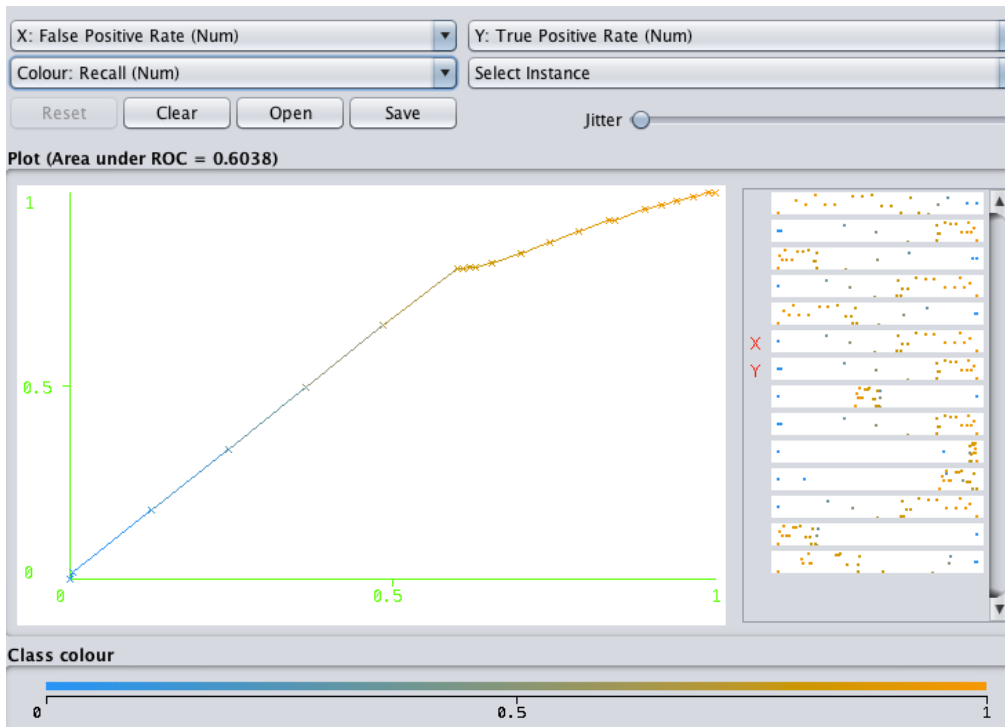 X: False Positive Rate (Num)
Y: True Positive Rate (Num)
Colour: Recall (Num)
Select Instance
Reset
Clear
Open
Save
Jitter
Plot (Area under ROC = 0.6038)
1
0.5
0
0
0.5
1
X
Y
Class colour
0
0.5
1